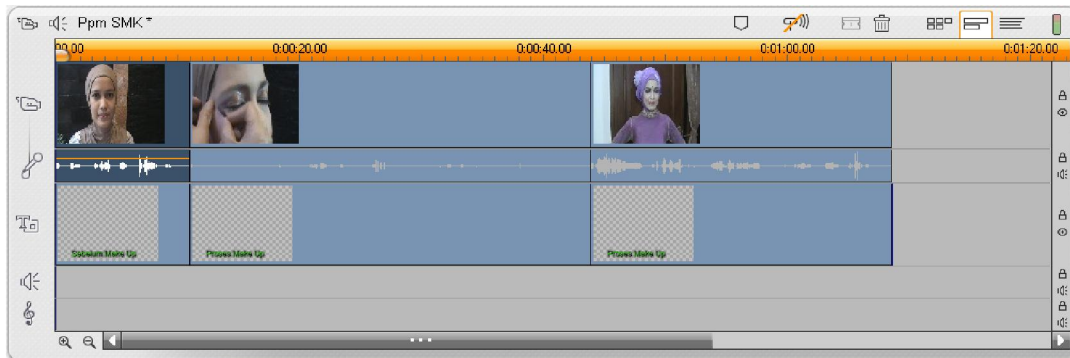 Ppm SMK *
00.00 0:00:20.00 0:00:40.00 0:01:00.00 0:01:20.00
Sebelum Make Up Proses Make Up Proses Make Up